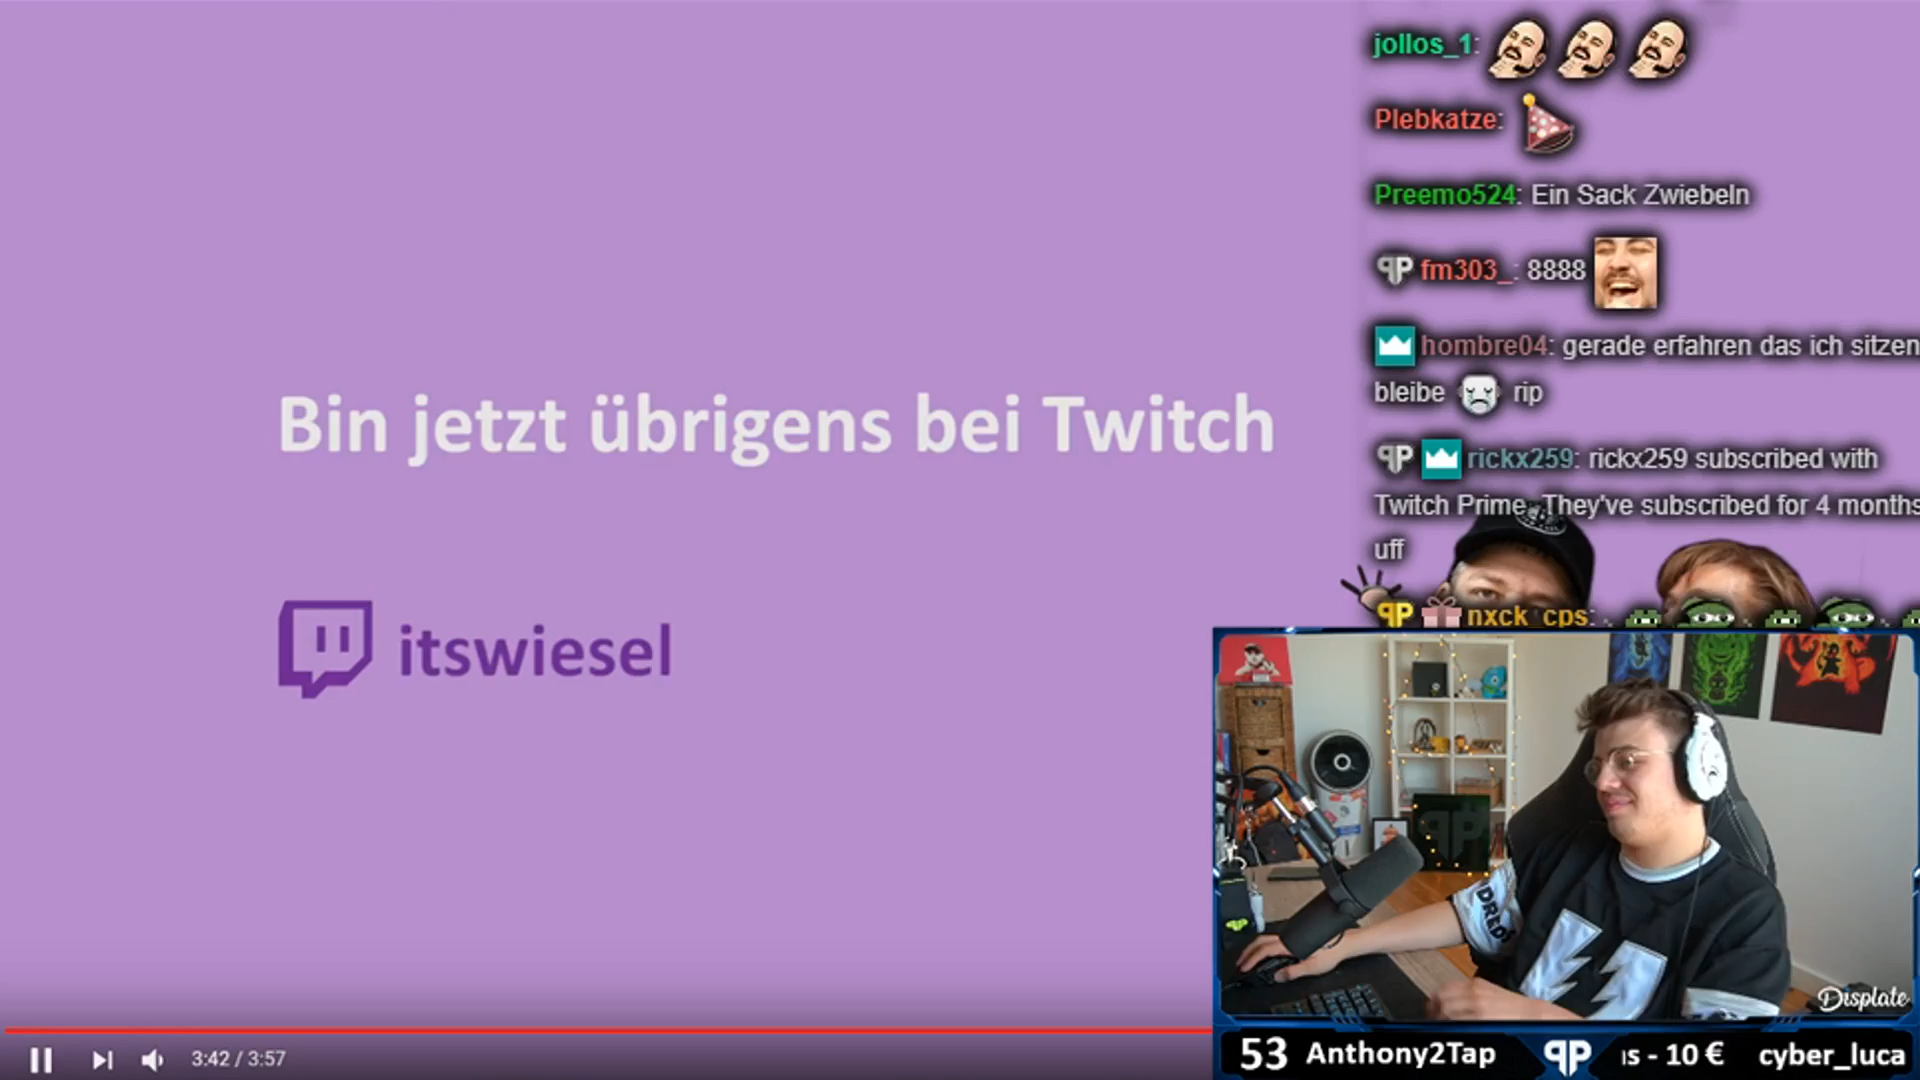 Bin jetzt übrigens bei Twitch
itswiesel
jollos_1:
Plebkatze:
Preemo524: Ein Sack Zwiebeln
fm303_: 8888
hombre04: gerade erfahren das ich sitzen
bleibe rip
rickx259: rickx259 subscribed with
Twitch Prime. They've subscribed for 4 months
uff
nxck_cps:
Displate
3:42 / 3:57
53 Anthony2Tap
- 10 € cyber_luca